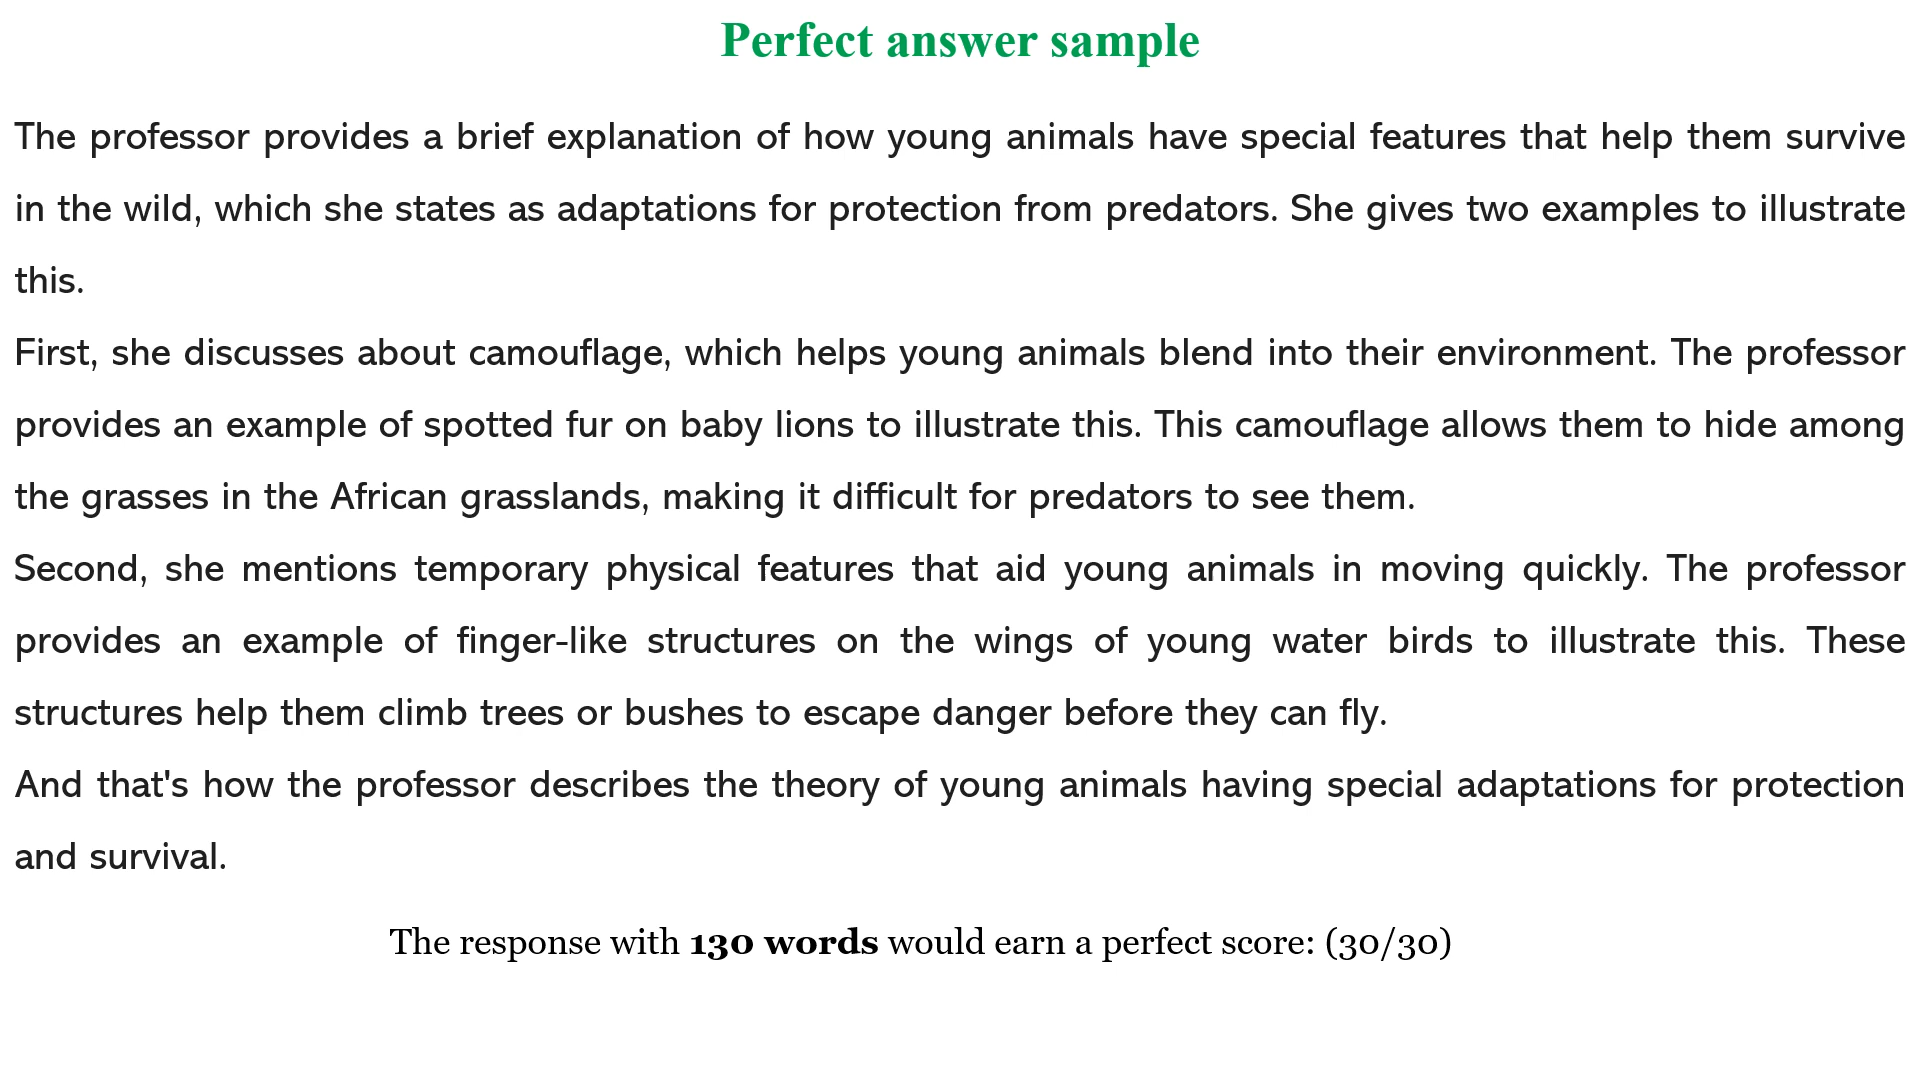 Perfect answer sample
The professor provides a brief explanation of how young animals have special features that help them survive
in the wild, which she states as adaptations for protection from predators. She gives two examples to illustrate
this.
First, she discusses about camouflage, which helps young animals blend into their environment. The professor
provides an example of spotted fur on baby lions to illustrate this. This camouflage allows them to hide among
the grasses in the African grasslands, making it difficult for predators to see them.
Second, she mentions temporary physical features that aid young animals in moving quickly. The professor
provides an example of finger-like structures on the wings of young water birds to illustrate this. These
structures help them climb trees or bushes to escape danger before they can fly.
And that's how the professor describes the theory of young animals having special adaptations for protection
and survival.
The response with 130 words would earn a perfect score: (30/30)